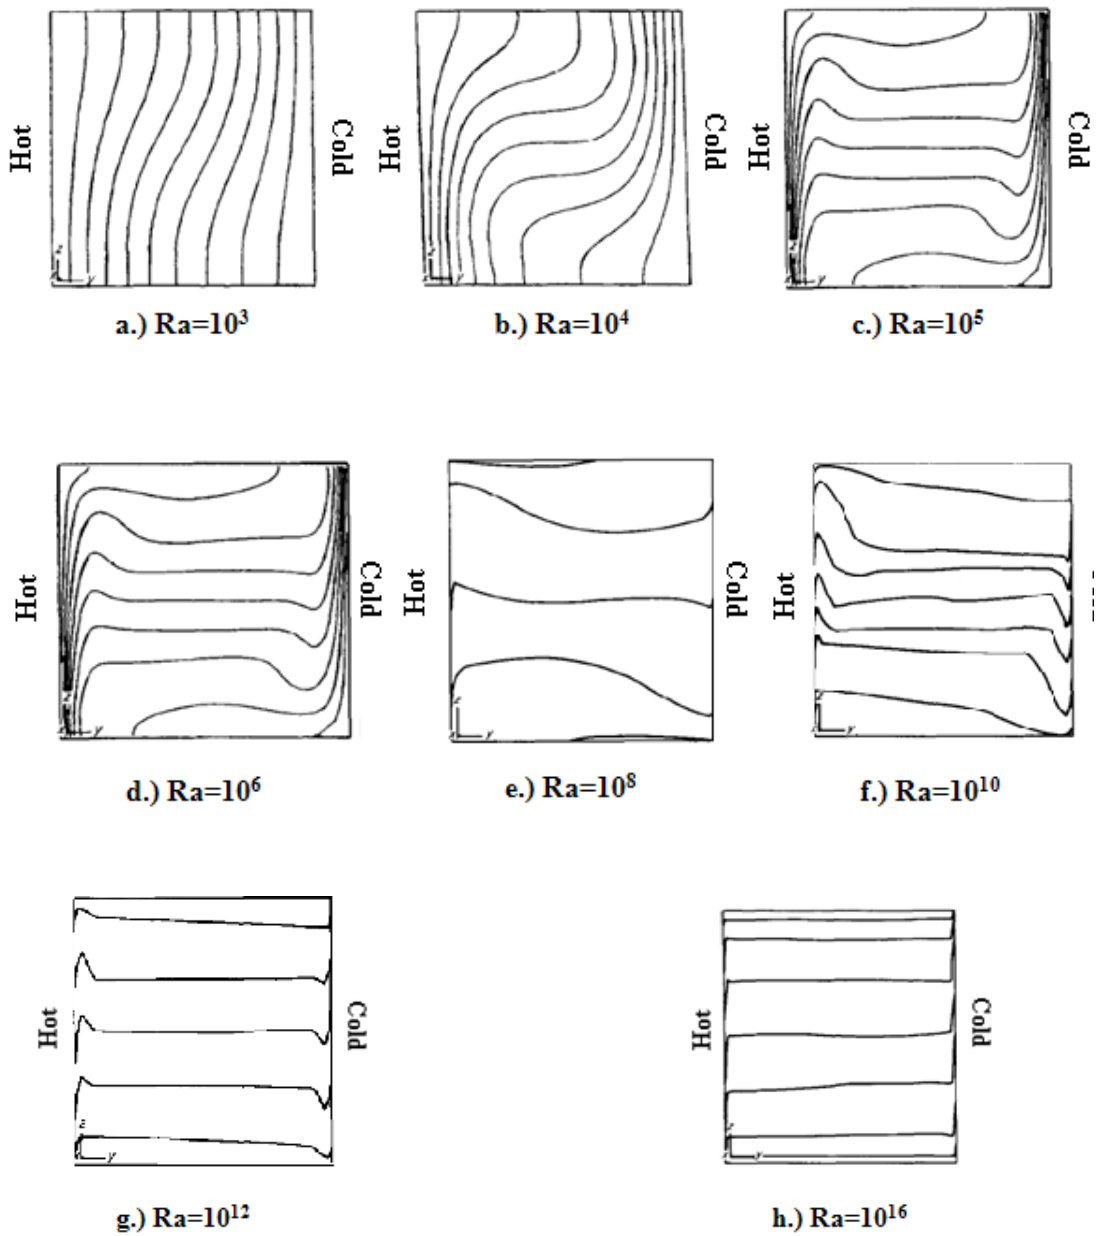 Hot
Cold
Hot
Cold
Hot
Cold
z
y
z
y
z
y
a.) Ra=10³
b.) Ra=10⁴
c.) Ra=10⁵
Hot
Cold
Hot
Cold
Hot
y
z
y
z
y
d.) Ra=10⁶
e.) Ra=10⁸
f.) Ra=10¹⁰
Hot
Cold
Hot
Cold
z
y
z
y
g.) Ra=10¹²
h.) Ra=10¹⁶